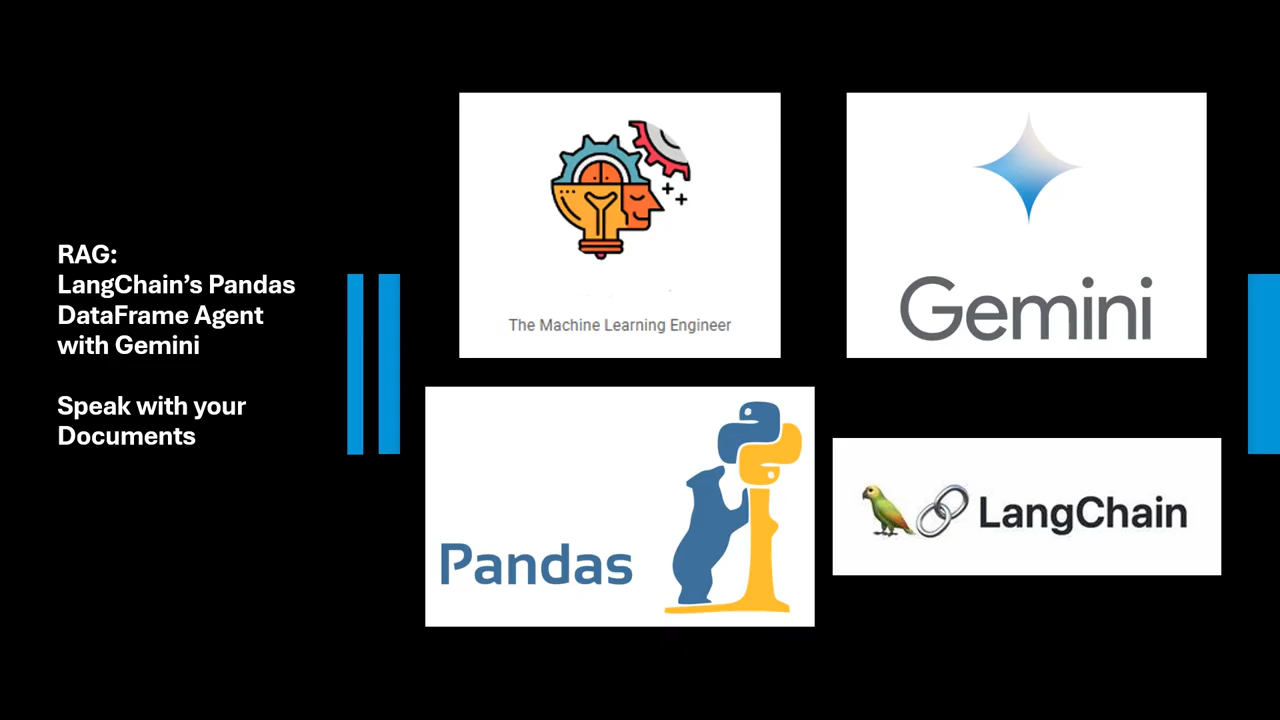 RAG:
LangChain’s Pandas
DataFrame Agent
with Gemini
Speak with your
Documents
The Machine Learning Engineer
Gemini
Pandas
LangChain